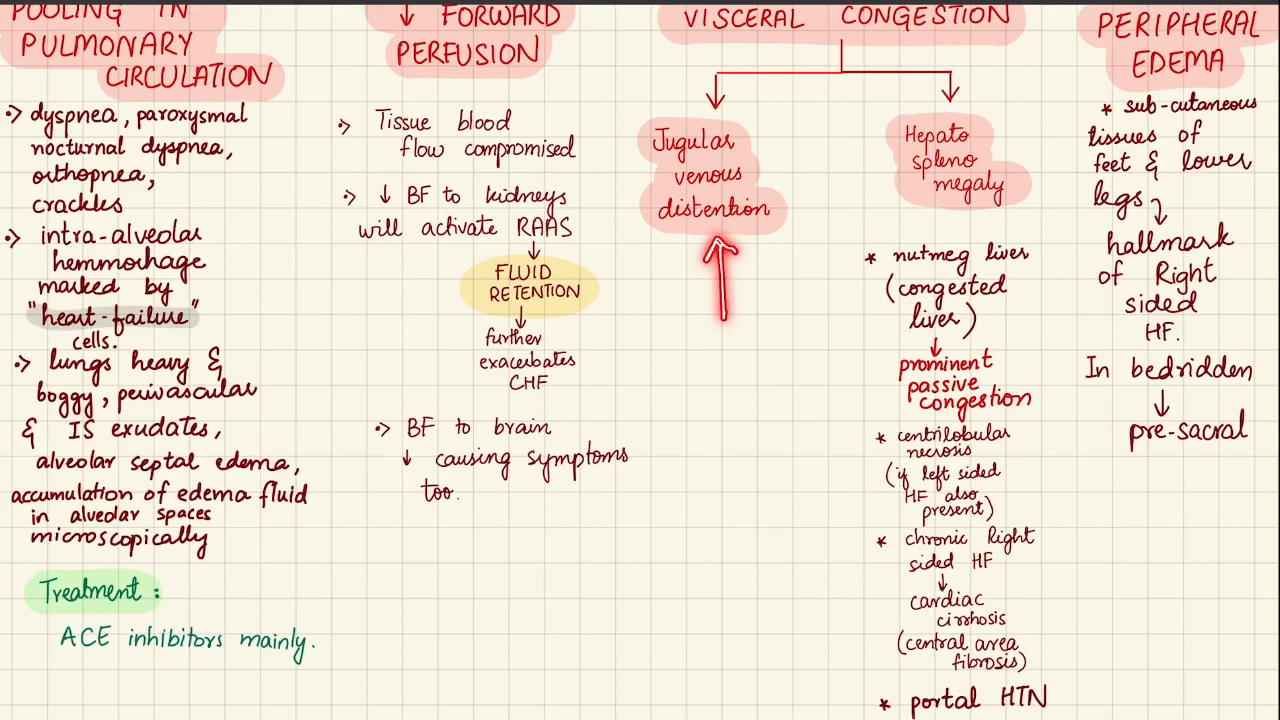 POOLING IN
PULMONARY
CIRCULATION
dyspnea, paroxysmal
nocturnal dyspnea,
orthopnea,
crackles
intra-alveolar
hemmorhage
marked by
"heart-failure"
cells.
lungs heavy &
boggy, perivascular
& IS exudates,
alveolar septal edema,
accumulation of edema fluid
in alveolar spaces
microscopically
Treatment:
ACE inhibitors mainly.
↓ FORWARD
PERFUSION
Tissue blood
flow compromised
↓ BF to kidneys
will activate RAAS
↓
FLUID
RETENTION
↓
further
exacerbates
CHF
BF to brain
↓ causing symptoms
too.
VISCERAL CONGESTION
Jugular
venous
distention
Hepato
spleno
megaly
* nutmeg liver
(congested
liver)
↓
prominent
passive
congestion
* centrilobular
necrosis
(if left sided
HF also
present)
* chronic Right
sided HF
↓
cardiac
cirrhosis
(central area
fibrosis)
* portal HTN
PERIPHERAL
EDEMA
* sub-cutaneous
tissues of
feet & lower
legs
↓
hallmark
of Right
sided
HF.
In bedridden
↓
pre-sacral